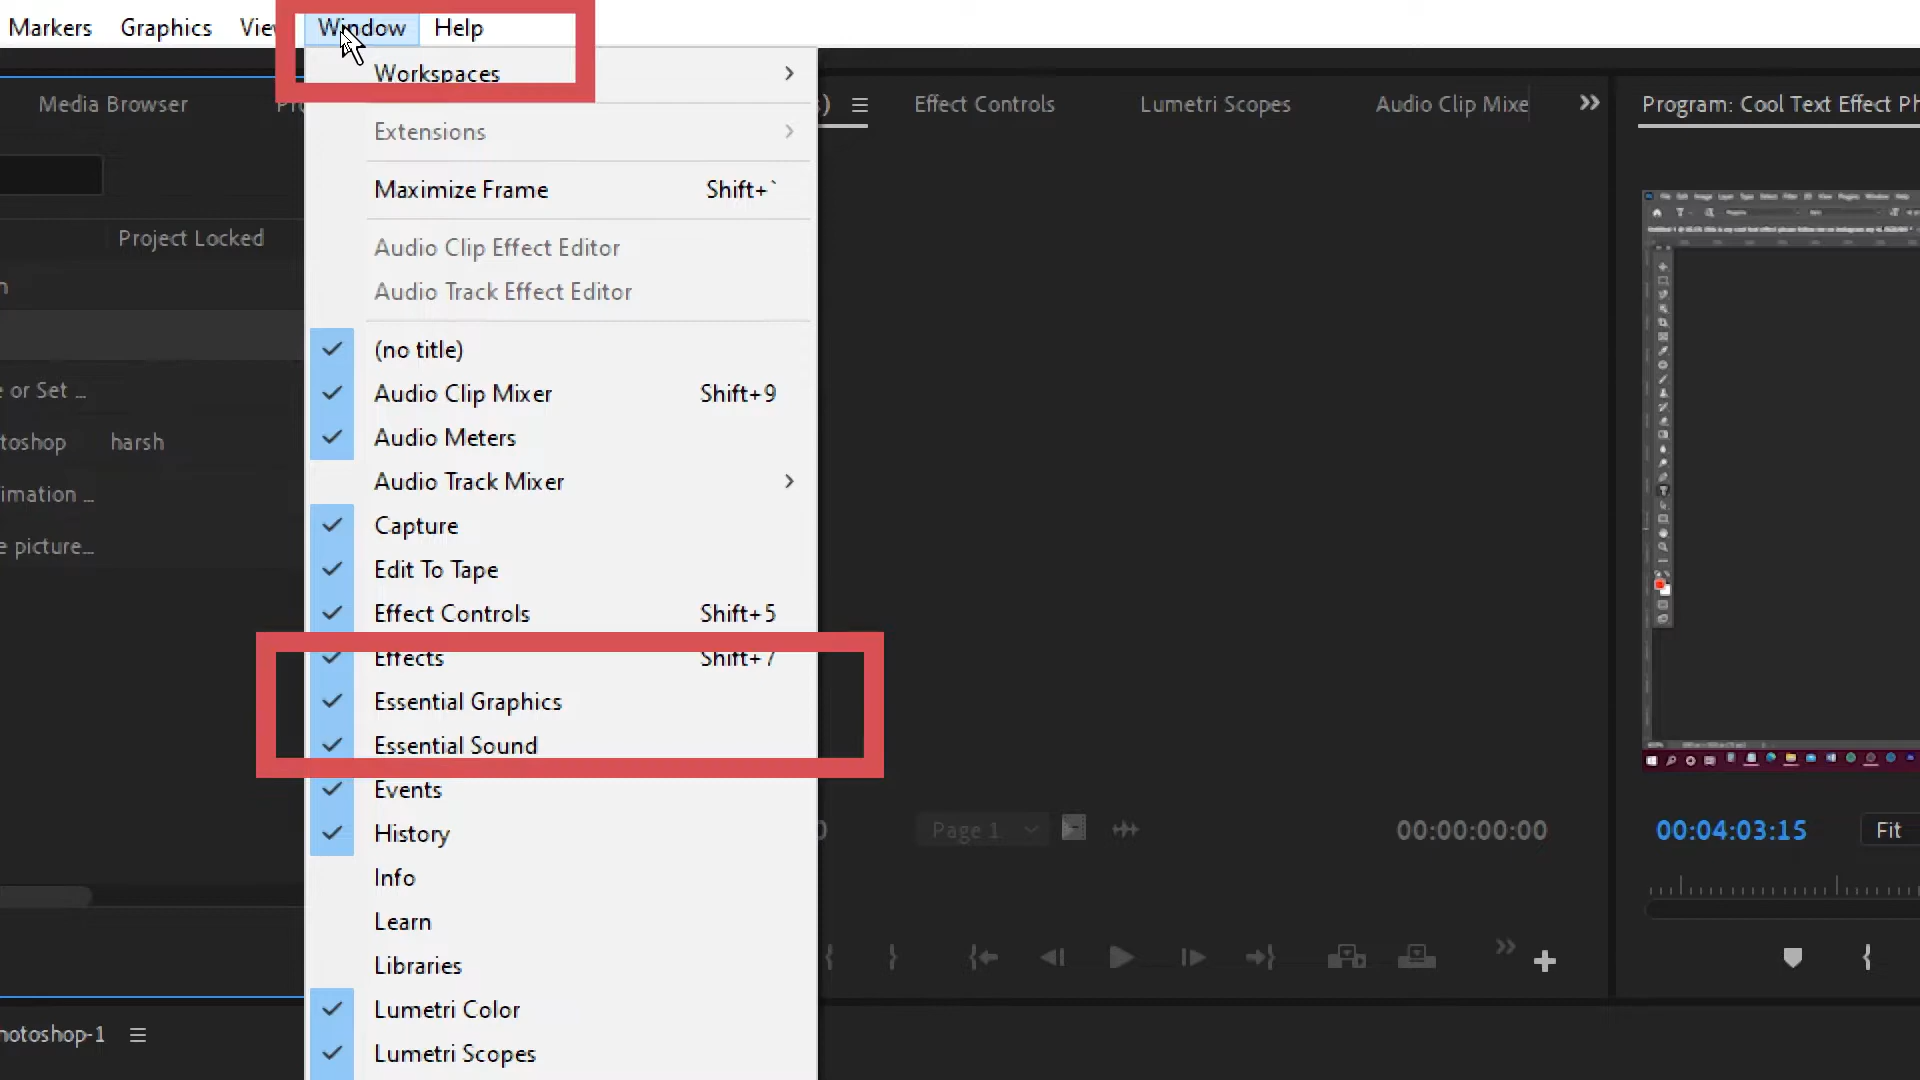 Markers Graphics View Window Help
Workspaces
Media Browser
Effect Controls Lumetri Scopes Audio Clip Mixe
Program: Cool Text Effect Ph
Extensions
Maximize Frame Shift+`
Project Locked
Audio Clip Effect Editor
Audio Track Effect Editor
(no title)
e or Set ...
Audio Clip Mixer Shift+9
Audio Meters
toshop harsh
Audio Track Mixer
imation ...
Capture
e picture...
Edit To Tape
Effect Controls Shift+5
Effects Shift+7
Essential Graphics
Essential Sound
Events
History
Page 1
00:00:00:00
00:04:03:15
Fit
Info
Learn
Libraries
Lumetri Color
hotoshop-1
Lumetri Scopes